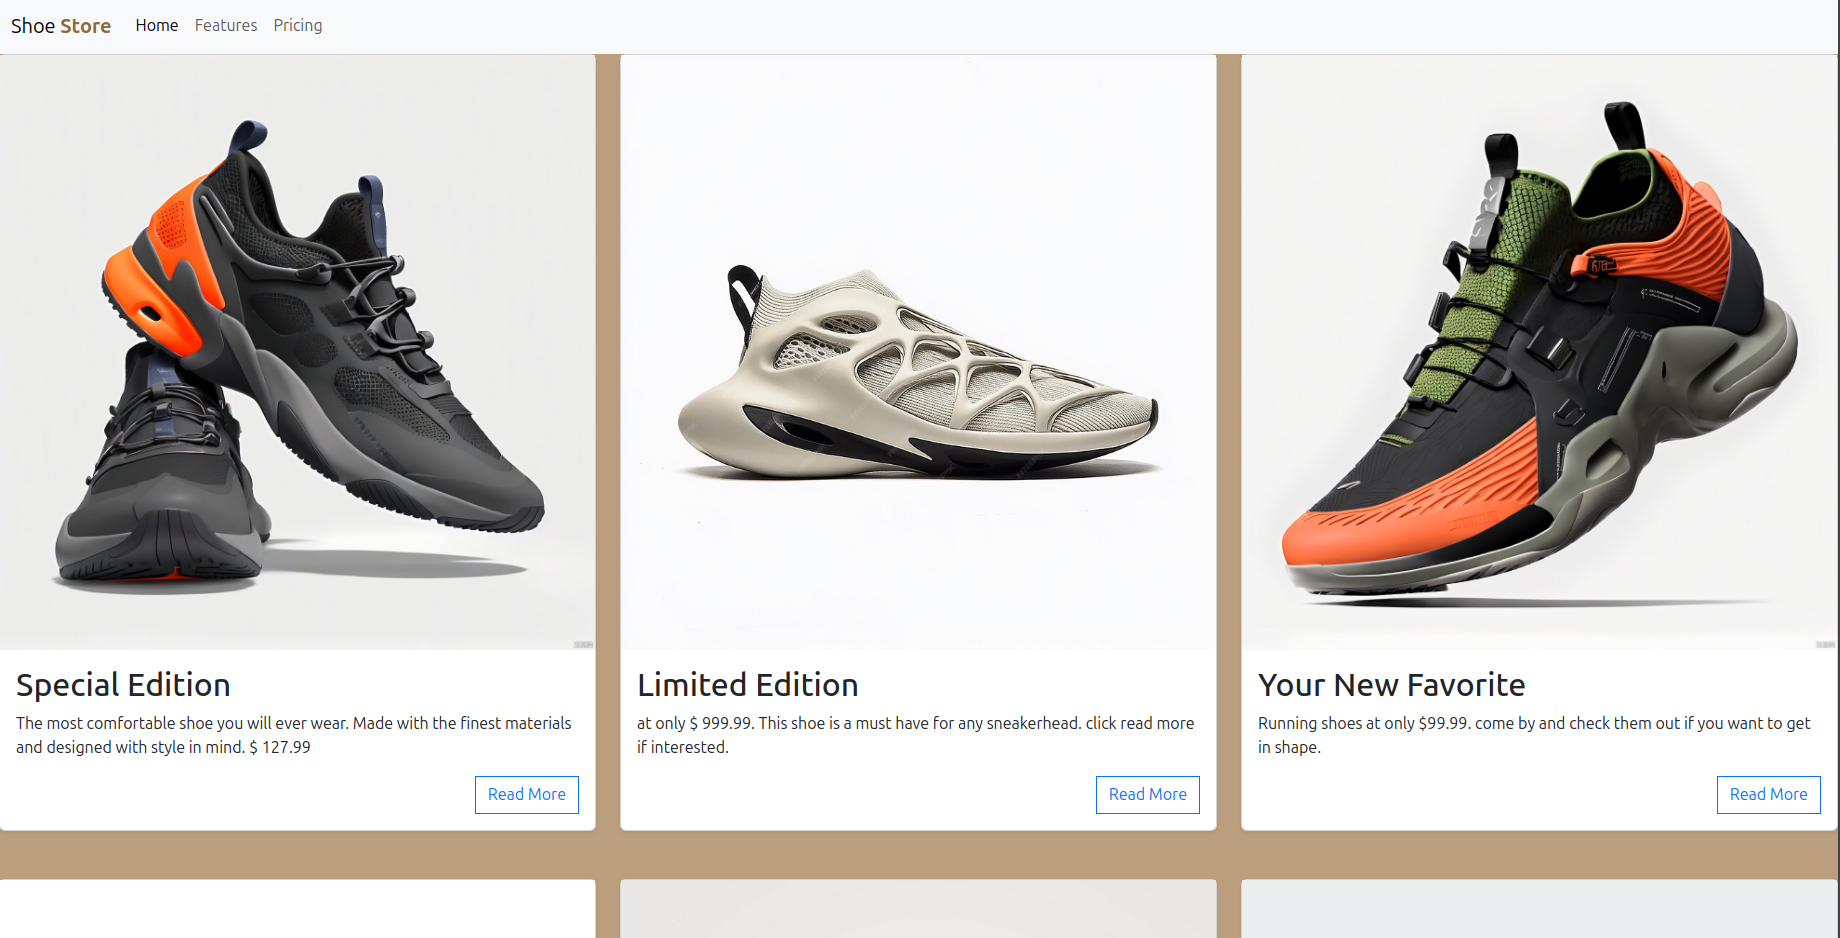 Shoe Store Home Features Pricing
Special Edition
The most comfortable shoe you will ever wear. Made with the finest materials
and designed with style in mind. $ 127.99
Read More
Limited Edition
at only $ 999.99. This shoe is a must have for any sneakerhead. click read more
if interested.
Read More
Your New Favorite
Running shoes at only $99.99. come by and check them out if you want to get
in shape.
Read More